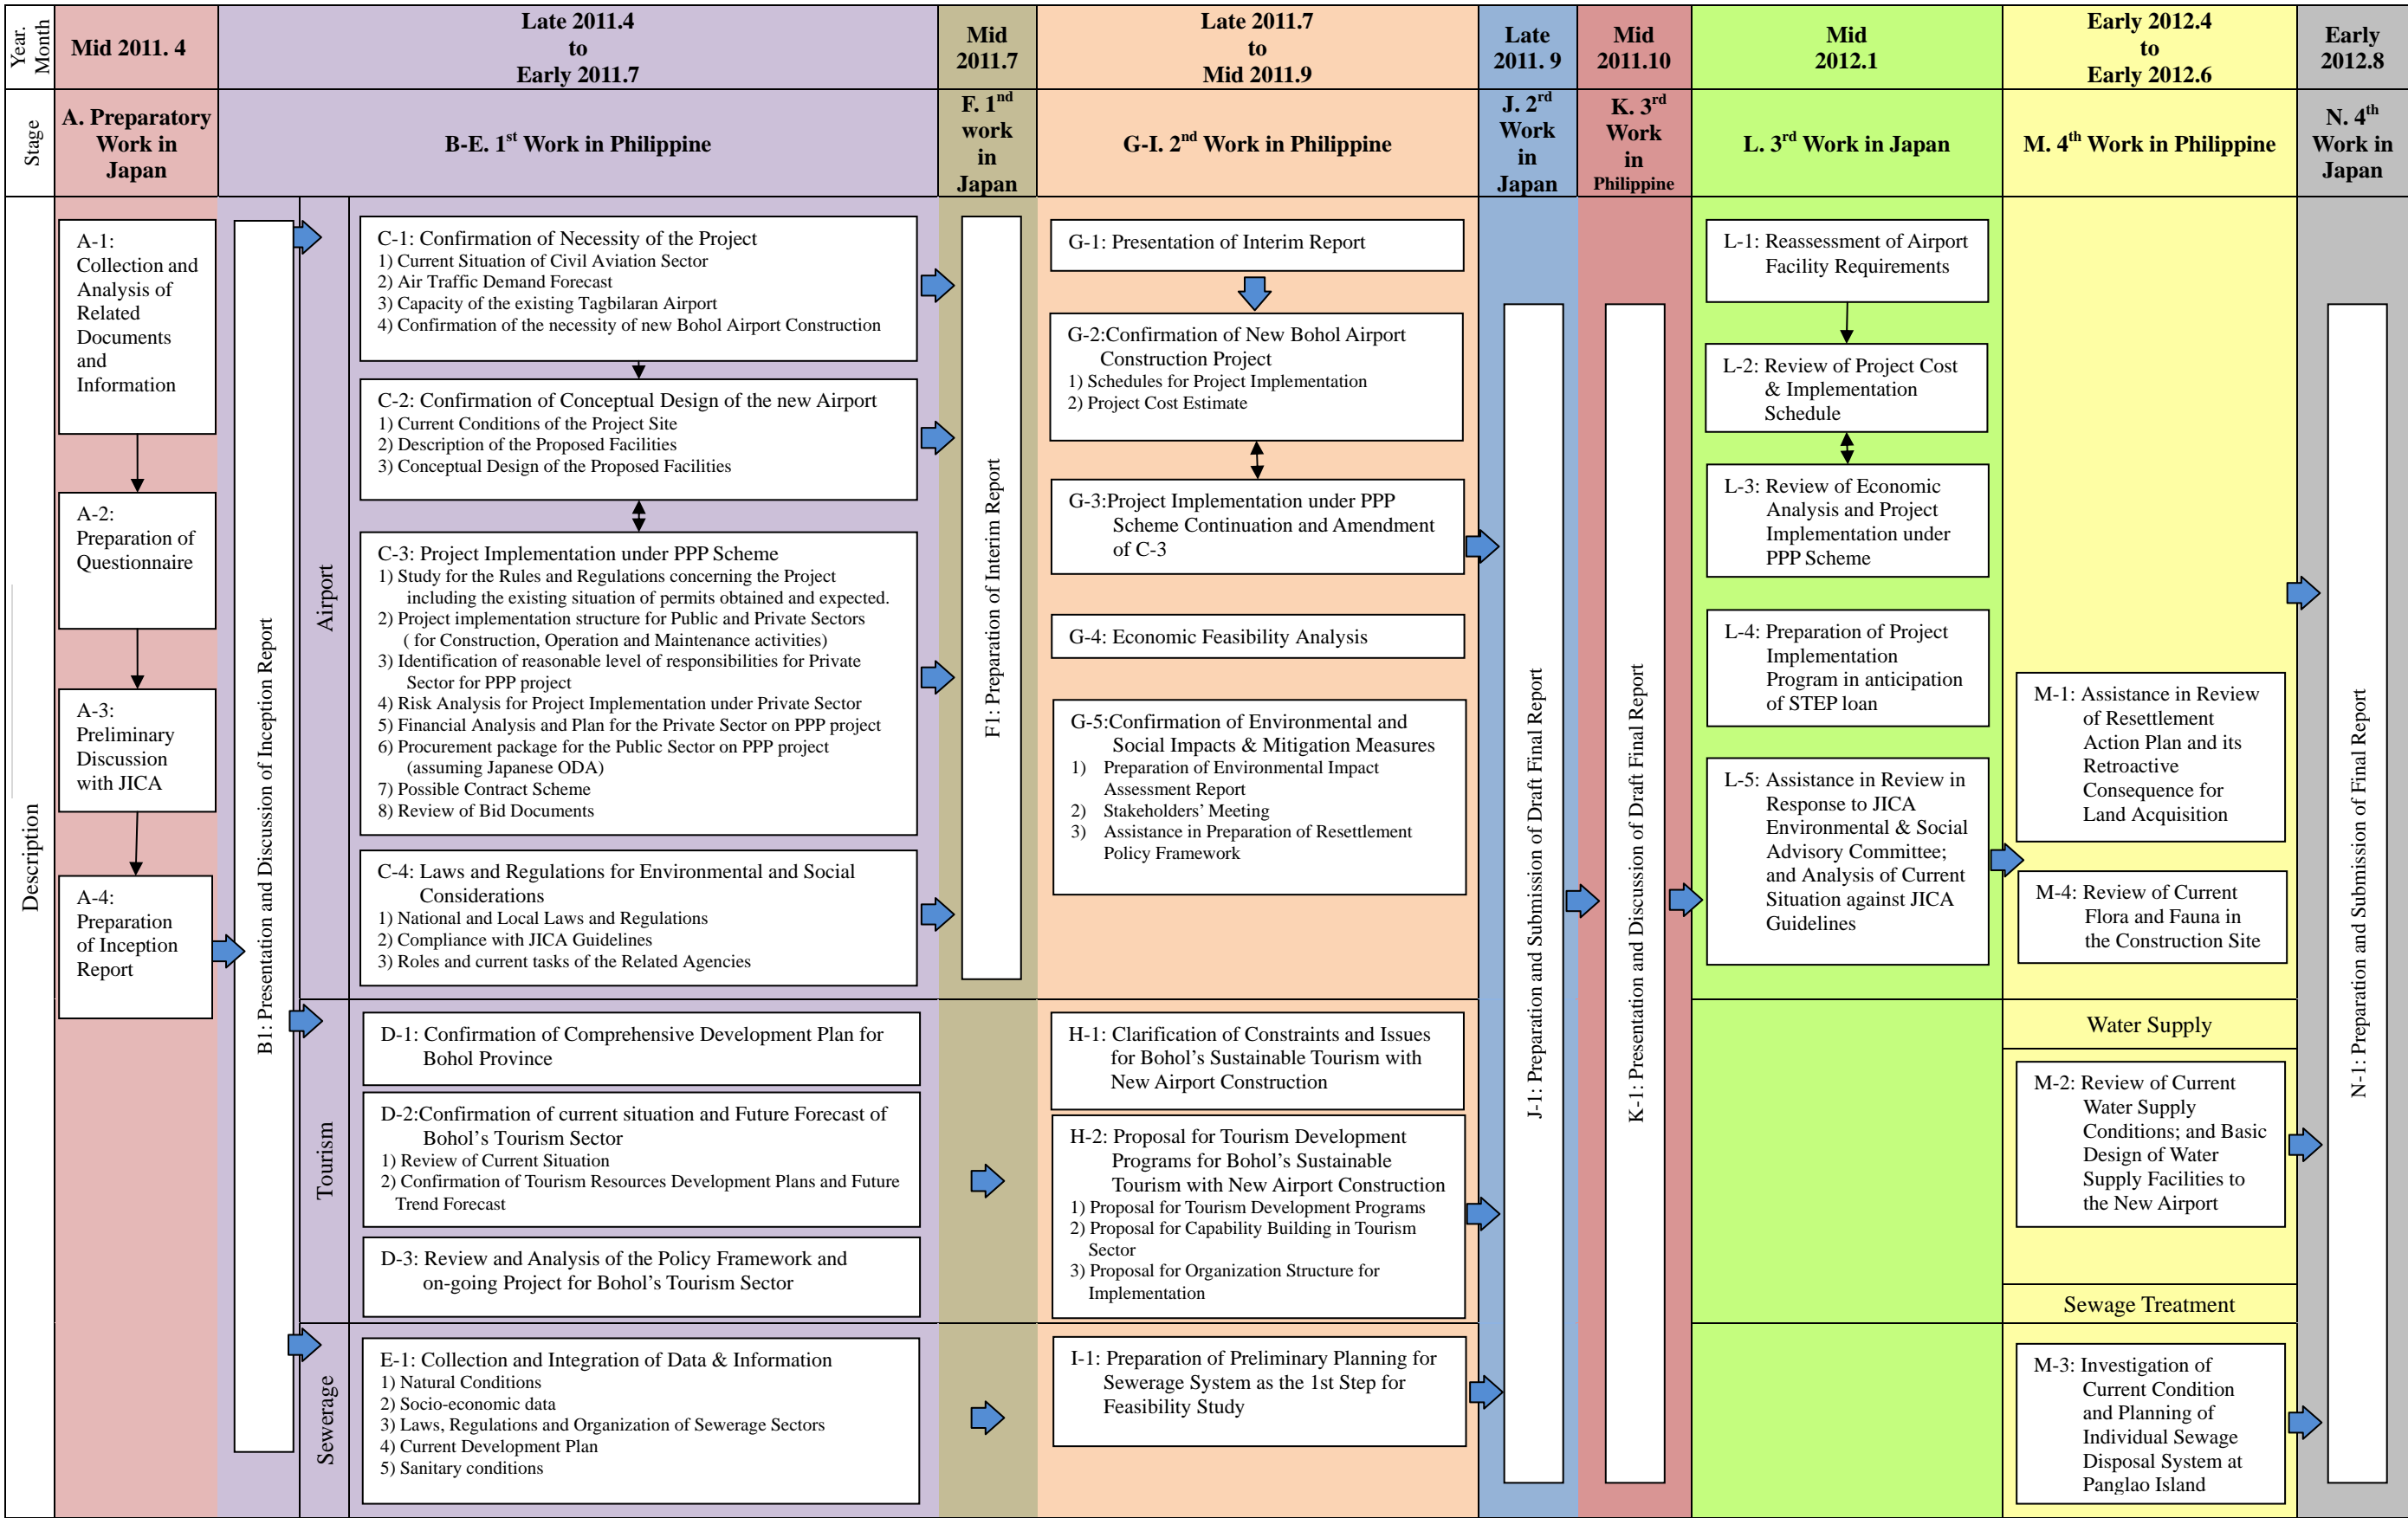 Year.
Month
Mid 2011. 4
Late 2011.4
to
Early 2011.7
Mid
2011.7
Late 2011.7
to
Mid 2011.9
Late
2011. 9
Mid
2011.10
Mid
2012.1
Early 2012.4
to
Early 2012.6
Early
2012.8
Stage
A. Preparatory
Work in
Japan
B-E. 1st Work in Philippine
F. 1nd
work
in
Japan
G-I. 2nd Work in Philippine
J. 2rd
Work
in
Japan
K. 3rd
Work
in
Philippine
L. 3rd Work in Japan
M. 4th Work in Philippine
N. 4th
Work in
Japan
Description
A-1:
Collection and
Analysis of
Related
Documents
and
Information
A-2:
Preparation of
Questionnaire
A-3:
Preliminary
Discussion
with JICA
A-4:
Preparation
of Inception
Report
B1: Presentation and Discussion of Inception Report
Airport
C-1: Confirmation of Necessity of the Project
1) Current Situation of Civil Aviation Sector
2) Air Traffic Demand Forecast
3) Capacity of the existing Tagbilaran Airport
4) Confirmation of the necessity of new Bohol Airport Construction
C-2: Confirmation of Conceptual Design of the new Airport
1) Current Conditions of the Project Site
2) Description of the Proposed Facilities
3) Conceptual Design of the Proposed Facilities
C-3: Project Implementation under PPP Scheme
1) Study for the Rules and Regulations concerning the Project
including the existing situation of permits obtained and expected.
2) Project implementation structure for Public and Private Sectors
( for Construction, Operation and Maintenance activities)
3) Identification of reasonable level of responsibilities for Private
Sector for PPP project
4) Risk Analysis for Project Implementation under Private Sector
5) Financial Analysis and Plan for the Private Sector on PPP project
6) Procurement package for the Public Sector on PPP project
(assuming Japanese ODA)
7) Possible Contract Scheme
8) Review of Bid Documents
C-4: Laws and Regulations for Environmental and Social
Considerations
1) National and Local Laws and Regulations
2) Compliance with JICA Guidelines
3) Roles and current tasks of the Related Agencies
Tourism
D-1: Confirmation of Comprehensive Development Plan for
Bohol Province
D-2:Confirmation of current situation and Future Forecast of
Bohol's Tourism Sector
1) Review of Current Situation
2) Confirmation of Tourism Resources Development Plans and Future
Trend Forecast
D-3: Review and Analysis of the Policy Framework and
on-going Project for Bohol's Tourism Sector
Sewerage
E-1: Collection and Integration of Data & Information
1) Natural Conditions
2) Socio-economic data
3) Laws, Regulations and Organization of Sewerage Sectors
4) Current Development Plan
5) Sanitary conditions
F1: Preparation of Interim Report
G-1: Presentation of Interim Report
G-2:Confirmation of New Bohol Airport
Construction Project
1) Schedules for Project Implementation
2) Project Cost Estimate
G-3:Project Implementation under PPP
Scheme Continuation and Amendment
of C-3
G-4: Economic Feasibility Analysis
G-5:Confirmation of Environmental and
Social Impacts & Mitigation Measures
1) Preparation of Environmental Impact
Assessment Report
2) Stakeholders' Meeting
3) Assistance in Preparation of Resettlement
Policy Framework
H-1: Clarification of Constraints and Issues
for Bohol's Sustainable Tourism with
New Airport Construction
H-2: Proposal for Tourism Development
Programs for Bohol's Sustainable
Tourism with New Airport Construction
1) Proposal for Tourism Development Programs
2) Proposal for Capability Building in Tourism
Sector
3) Proposal for Organization Structure for
Implementation
I-1: Preparation of Preliminary Planning for
Sewerage System as the 1st Step for
Feasibility Study
J-1: Preparation and Submission of Draft Final Report
K-1: Presentation and Discussion of Draft Final Report
L-1: Reassessment of Airport
Facility Requirements
L-2: Review of Project Cost
& Implementation
Schedule
L-3: Review of Economic
Analysis and Project
Implementation under
PPP Scheme
L-4: Preparation of Project
Implementation
Program in anticipation
of STEP loan
L-5: Assistance in Review in
Response to JICA
Environmental & Social
Advisory Committee;
and Analysis of Current
Situation against JICA
Guidelines
M-1: Assistance in Review
of Resettlement
Action Plan and its
Retroactive
Consequence for
Land Acquisition
M-4: Review of Current
Flora and Fauna in
the Construction Site
Water Supply
M-2: Review of Current
Water Supply
Conditions; and Basic
Design of Water
Supply Facilities to
the New Airport
Sewage Treatment
M-3: Investigation of
Current Condition
and Planning of
Individual Sewage
Disposal System at
Panglao Island
N-1: Preparation and Submission of Final Report